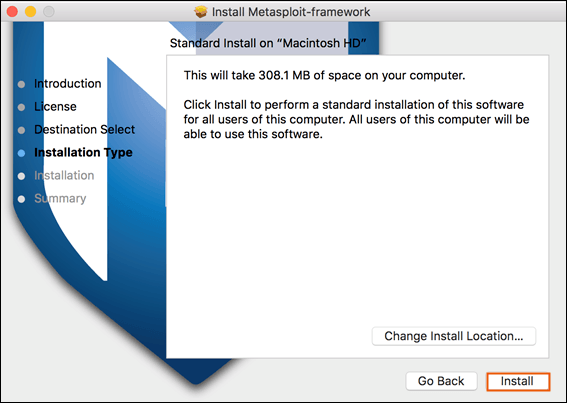 Install Metasploit-framework
Standard Install on “Macintosh HD”
Introduction
License
Destination Select
Installation Type
Installation
Summary
This will take 308.1 MB of space on your computer.
Click Install to perform a standard installation of this software
for all users of this computer. All users of this computer will be
able to use this software.
Change Install Location...
Go Back
Install